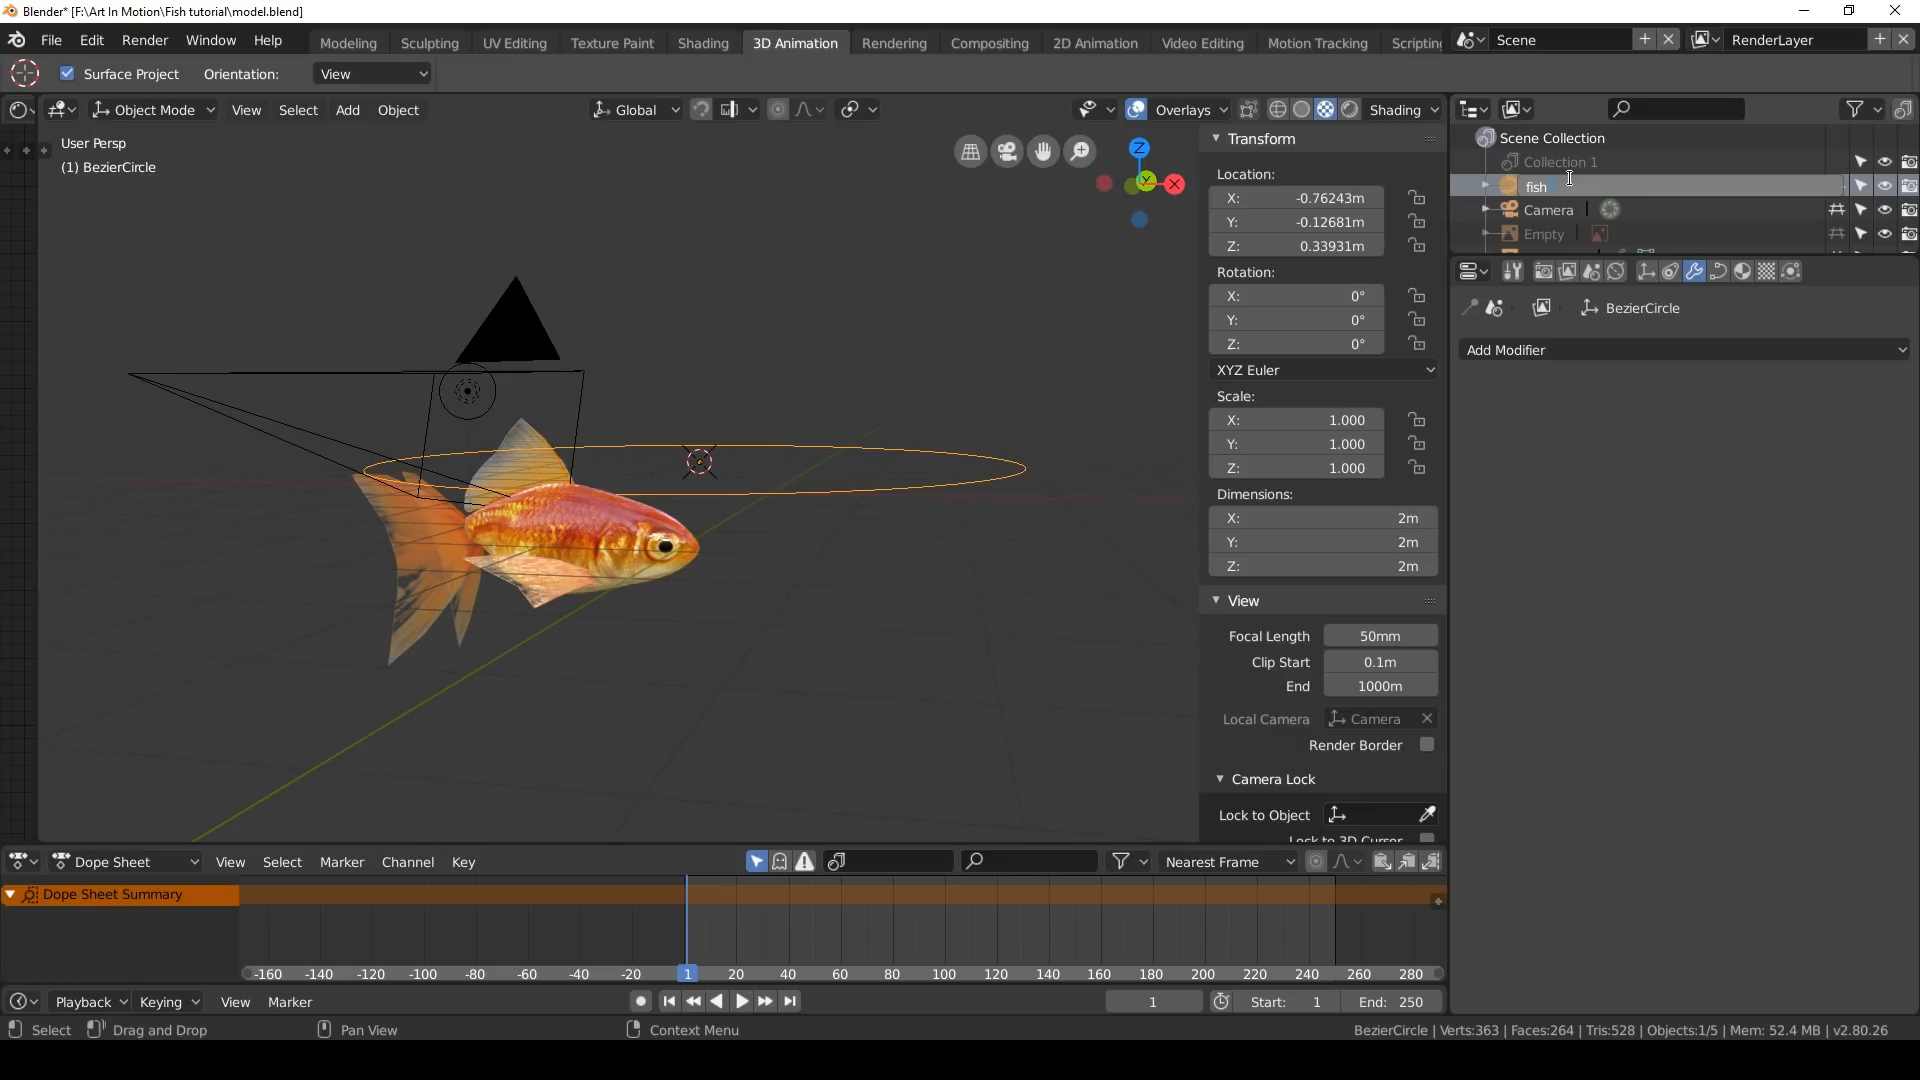 Blender* [F:\Art In Motion\Fish tutorial\model.blend]
File Edit Render Window Help Modeling Sculpting UV Editing Texture Paint Shading 3D Animation Rendering Compositing 2D Animation Video Editing Motion Tracking Scripting Scene RenderLayer
Surface Project Orientation: View
Object Mode View Select Add Object Global Overlays Shading
User Persp
(1) BezierCircle
Z
Y
X
Transform
Location:
X: -0.76243m
Y: -0.12681m
Z: 0.33931m
Rotation:
X: 0°
Y: 0°
Z: 0°
XYZ Euler
Scale:
X: 1.000
Y: 1.000
Z: 1.000
Dimensions:
X: 2m
Y: 2m
Z: 2m
View
Focal Length 50mm
Clip Start 0.1m
End 1000m
Local Camera Camera
Render Border
Camera Lock
Lock to Object
Lock to 3D Cursor
Scene Collection
Collection 1
fish
Camera
Empty
BezierCircle
Add Modifier
Dope Sheet View Select Marker Channel Key Nearest Frame
Dope Sheet Summary
-160 -140 -120 -100 -80 -60 -40 -20 1 20 40 60 80 100 120 140 160 180 200 220 240 260 280
Playback Keying View Marker 1 Start: 1 End: 250
Select Drag and Drop Pan View Context Menu BezierCircle | Verts:363 | Faces:264 | Tris:528 | Objects:1/5 | Mem: 52.4 MB | v2.80.26